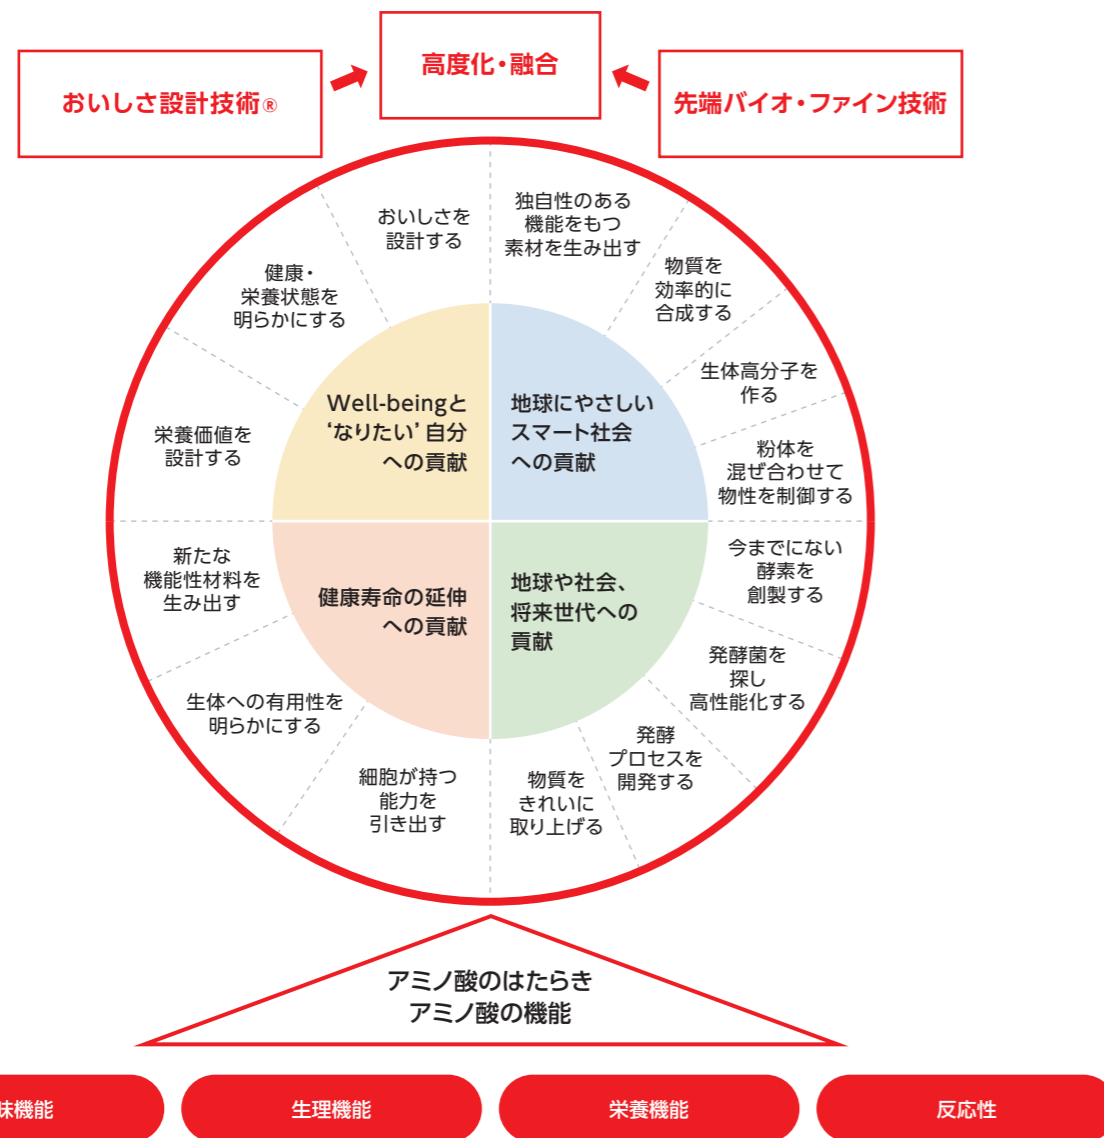 高度化・融合
おいしさ設計技術®
先端バイオ・ファイン技術
おいしさを
設計する
独自性のある
機能をもつ
素材を生み出す
健康・
栄養状態を
明らかにする
物質を
効率的に
合成する
生体高分子を
作る
栄養価値を
設計する
粉体を
混ぜ合わせて
物性を制御する
Well-beingと
‘なりたい’自分
への貢献
地球にやさしい
スマート社会
への貢献
新たな
機能性材料を
生み出す
今までにない
酵素を
創製する
健康寿命の延伸
への貢献
地球や社会、
将来世代への
貢献
生体への有用性を
明らかにする
発酵菌を
探し
高性能化する
細胞が持つ
能力を
引き出す
物質を
きれいに
取り上げる
発酵
プロセスを
開発する
アミノ酸のはたらき
アミノ酸の機能
味機能
生理機能
栄養機能
反応性